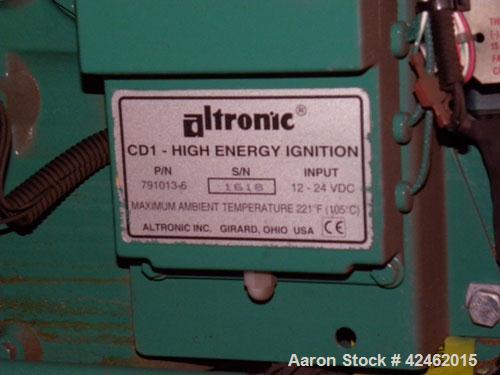 altronic®
CD1 - HIGH ENERGY IGNITION
P/N S/N INPUT
791013-6 1618 12 - 24 VDC
MAXIMUM AMBIENT TEMPERATURE 221°F (105°C)
ALTRONIC INC. GIRARD, OHIO USA CE
Aaron Stock # 42462015